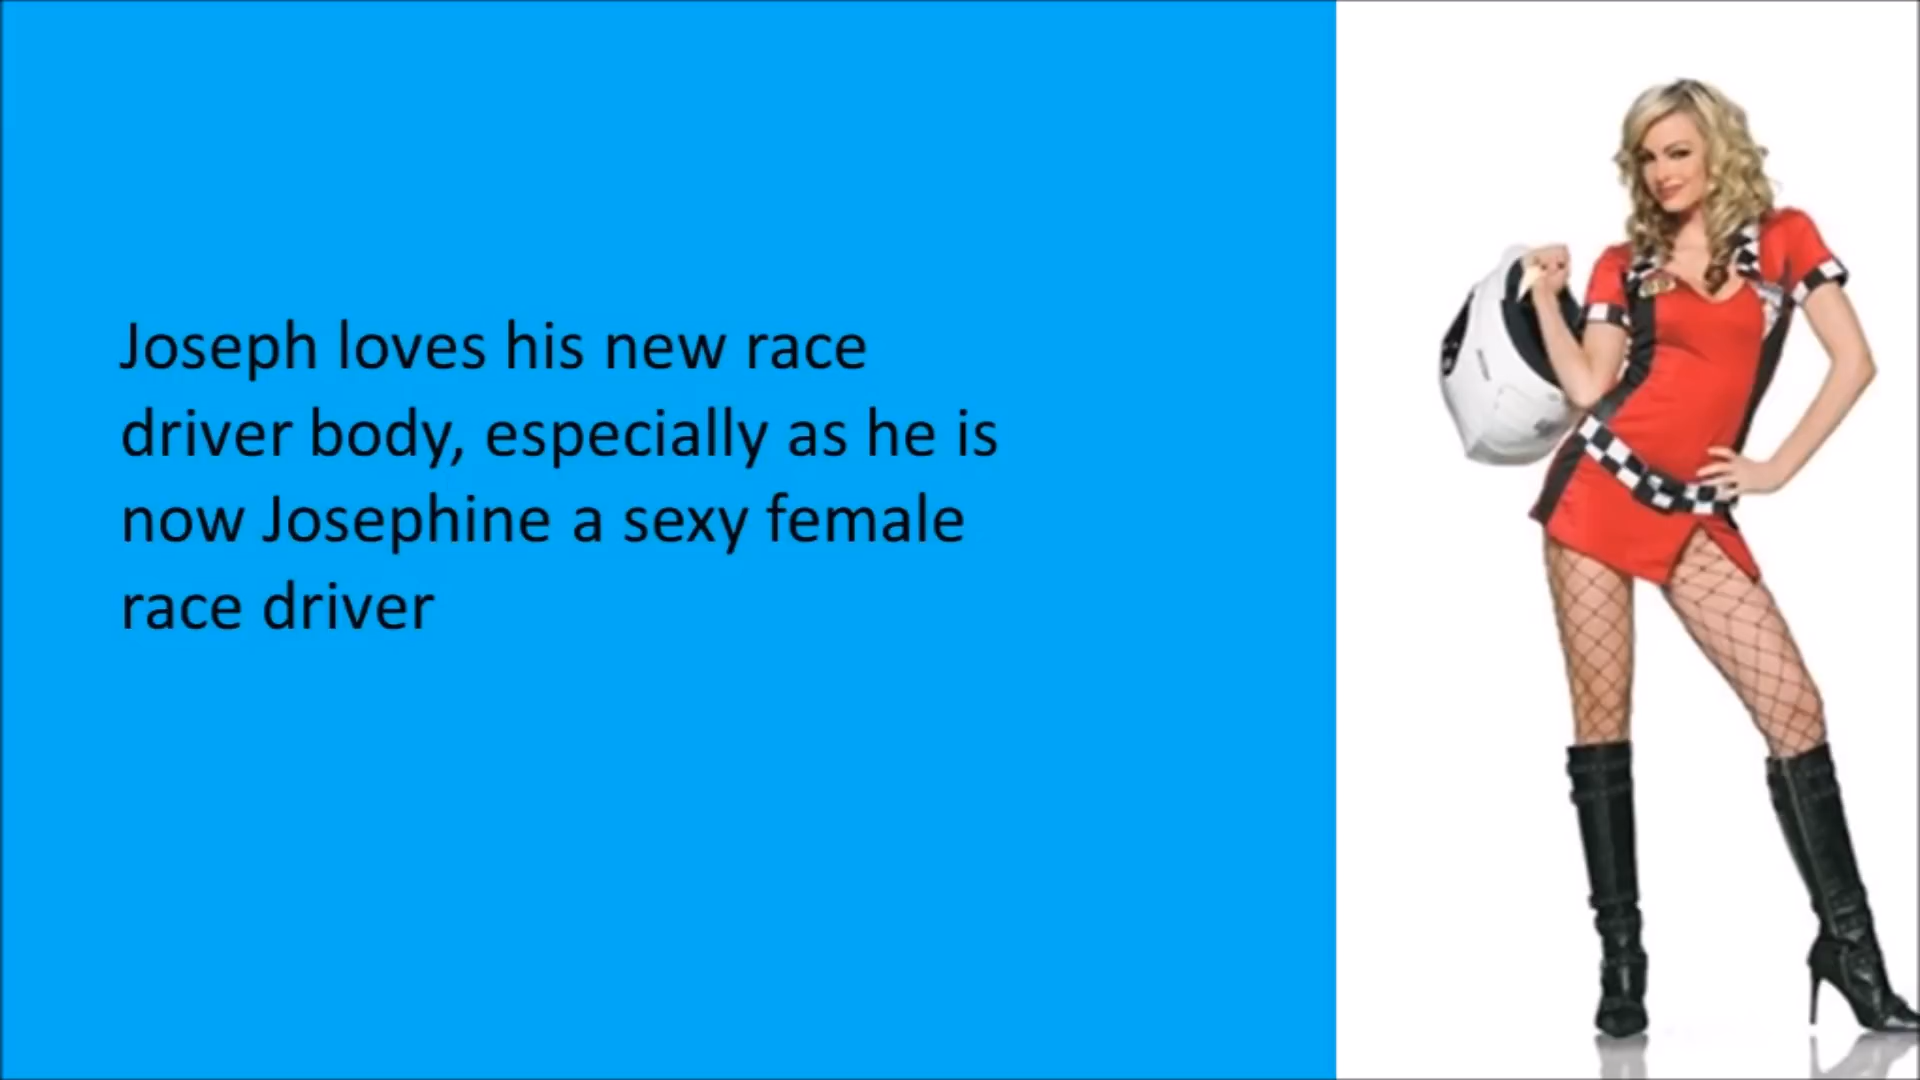 Joseph loves his new race
driver body, especially as he is
now Josephine a sexy female
race driver